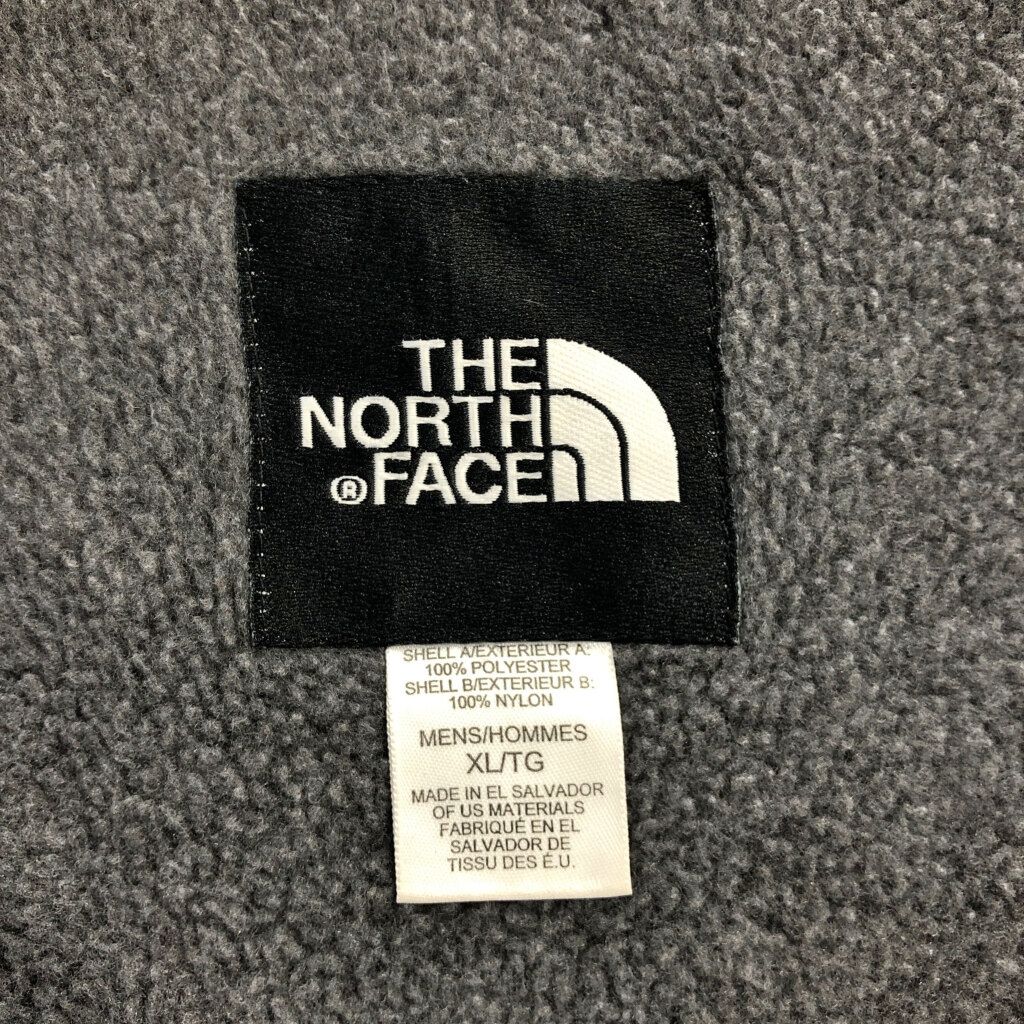 THE
NORTH
®FACE
SHELL A/EXTERIEUR A:
100% POLYESTER
SHELL B/EXTERIEUR B:
100% NYLON
MENS/HOMMES
XL/TG
MADE IN EL SALVADOR
OF US MATERIALS
FABRIQUÉ EN EL
SALVADOR DE
TISSU DES É.U.